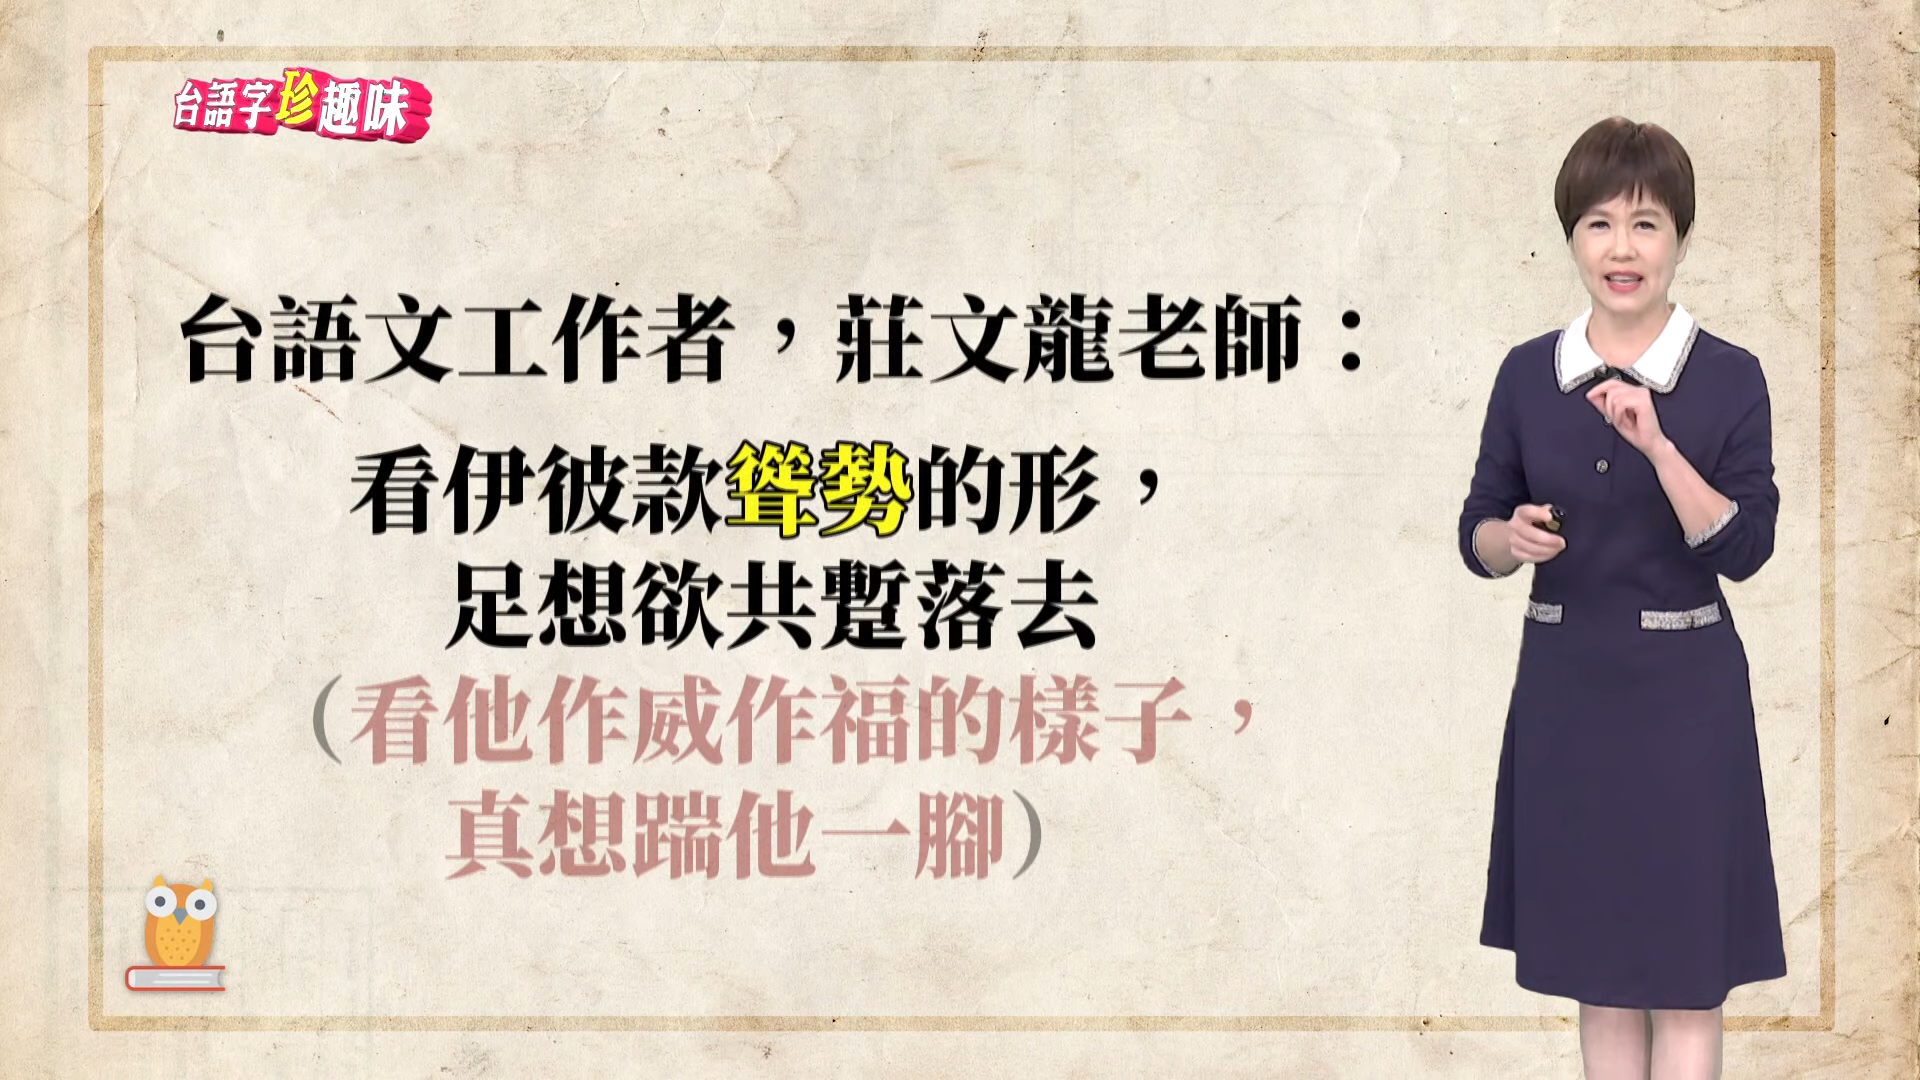 台語字珍趣味
台語文工作者，莊文龍老師：
看伊彼款聳勢的形，
足想欲共蹔落去
（看他作威作福的樣子，
真想踹他一腳）